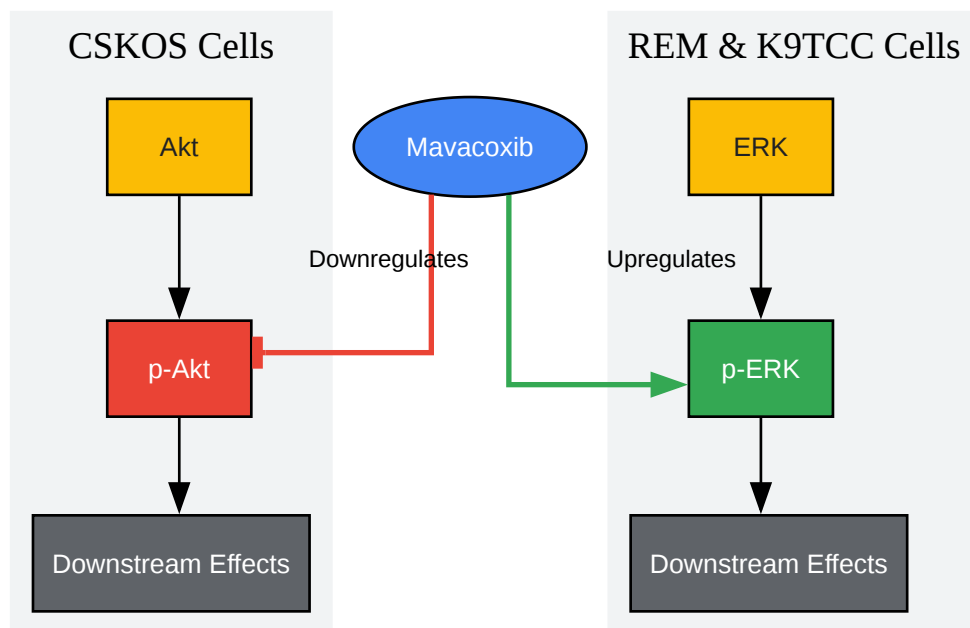 CSKOS Cells
REM & K9TCC Cells
Akt
Mavacoxib
ERK
Downregulates
Upregulates
p-Akt
p-ERK
Downstream Effects
Downstream Effects